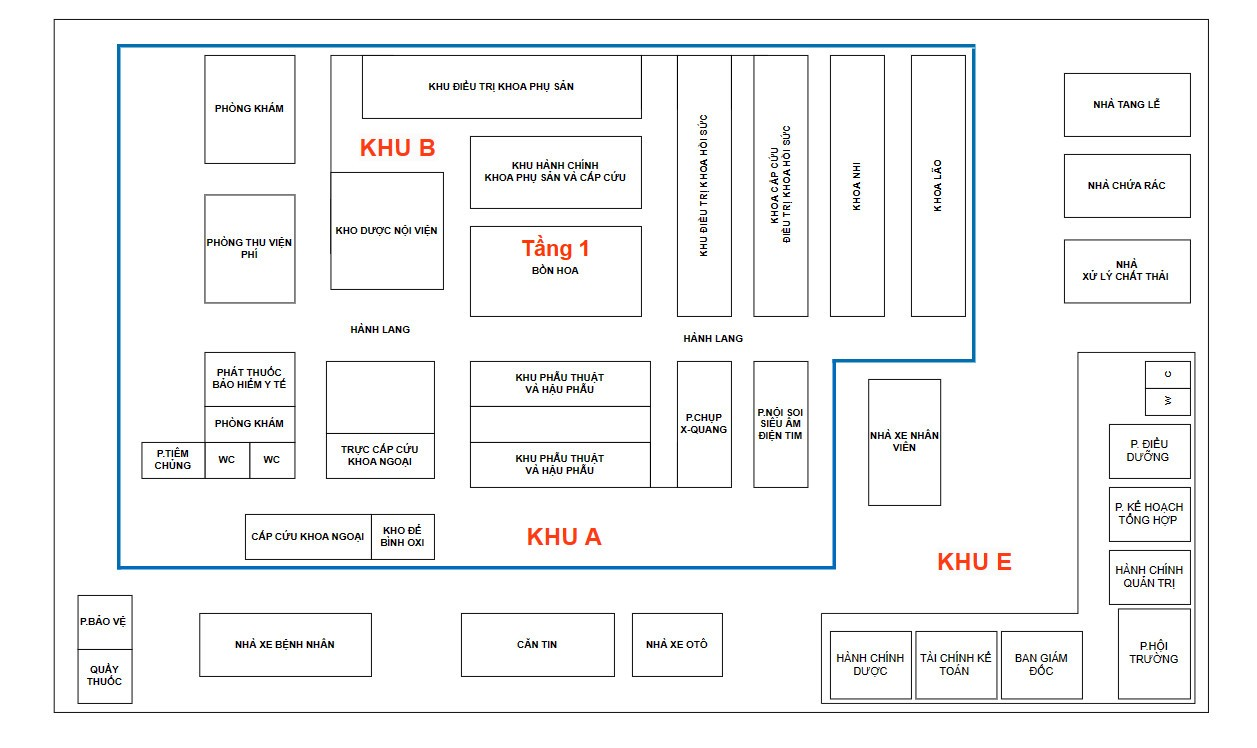 PHÒNG KHÁM
KHU ĐIỀU TRỊ KHOA PHỤ SẢN
KHU B
KHU HÀNH CHÍNH
KHOA PHỤ SẢN VÀ CẤP CỨU
KHU ĐIỀU TRỊ KHOA HỒI SỨC
KHOA CẤP CỨU
ĐIỀU TRỊ KHOA HỒI SỨC
KHOA NHI
KHOA LÃO
NHÀ TANG LỄ
NHÀ CHỨA RÁC
NHÀ
XỬ LÝ CHẤT THẢI
PHÒNG THU VIỆN
PHÍ
KHO DƯỢC NỘI VIỆN
Tầng 1
BỒN HOA
HÀNH LANG
HÀNH LANG
PHÁT THUỐC
BẢO HIỂM Y TẾ
PHÒNG KHÁM
P.TIÊM
CHỦNG
WC
WC
TRỰC CẤP CỨU
KHOA NGOẠI
KHU PHẪU THUẬT
VÀ HẬU PHẪU
KHU PHẪU THUẬT
VÀ HẬU PHẪU
P.CHỤP
X-QUANG
P.NỘI SOI
SIÊU ÂM
ĐIỆN TIM
NHÀ XE NHÂN
VIÊN
W C
P. ĐIỀU
DƯỠNG
P. KẾ HOẠCH
TỔNG HỢP
HÀNH CHÍNH
QUẢN TRỊ
P.HỘI
TRƯỜNG
CẤP CỨU KHOA NGOẠI
KHO ĐỂ
BÌNH OXI
KHU A
KHU E
P.BẢO VỆ
QUẦY
THUỐC
NHÀ XE BỆNH NHÂN
CĂN TIN
NHÀ XE OTÔ
HÀNH CHÍNH
DƯỢC
TÀI CHÍNH KẾ
TOÁN
BAN GIÁM
ĐỐC